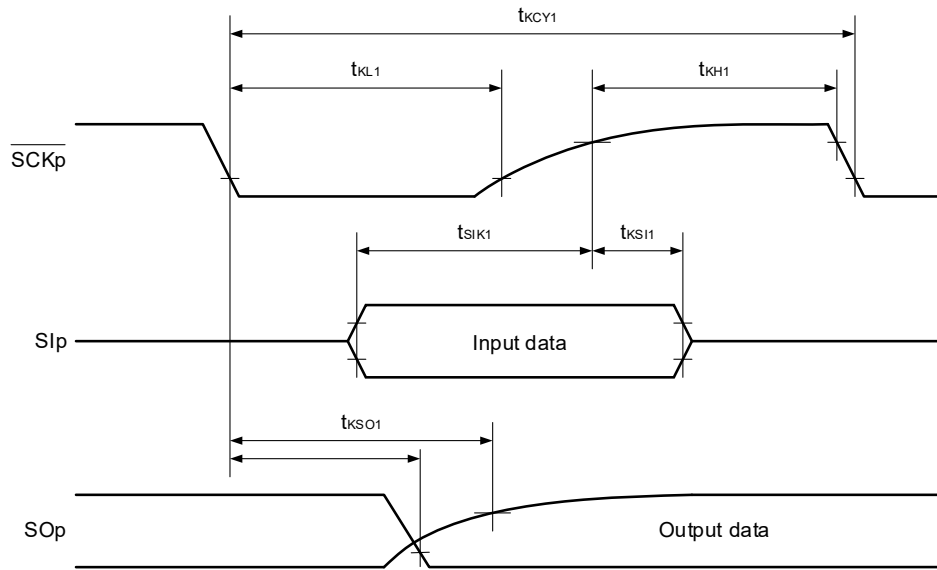 tKCY1
tKL1
tKH1
SCKp
tSIK1
tKSI1
SIp
Input data
tKSO1
SOp
Output data